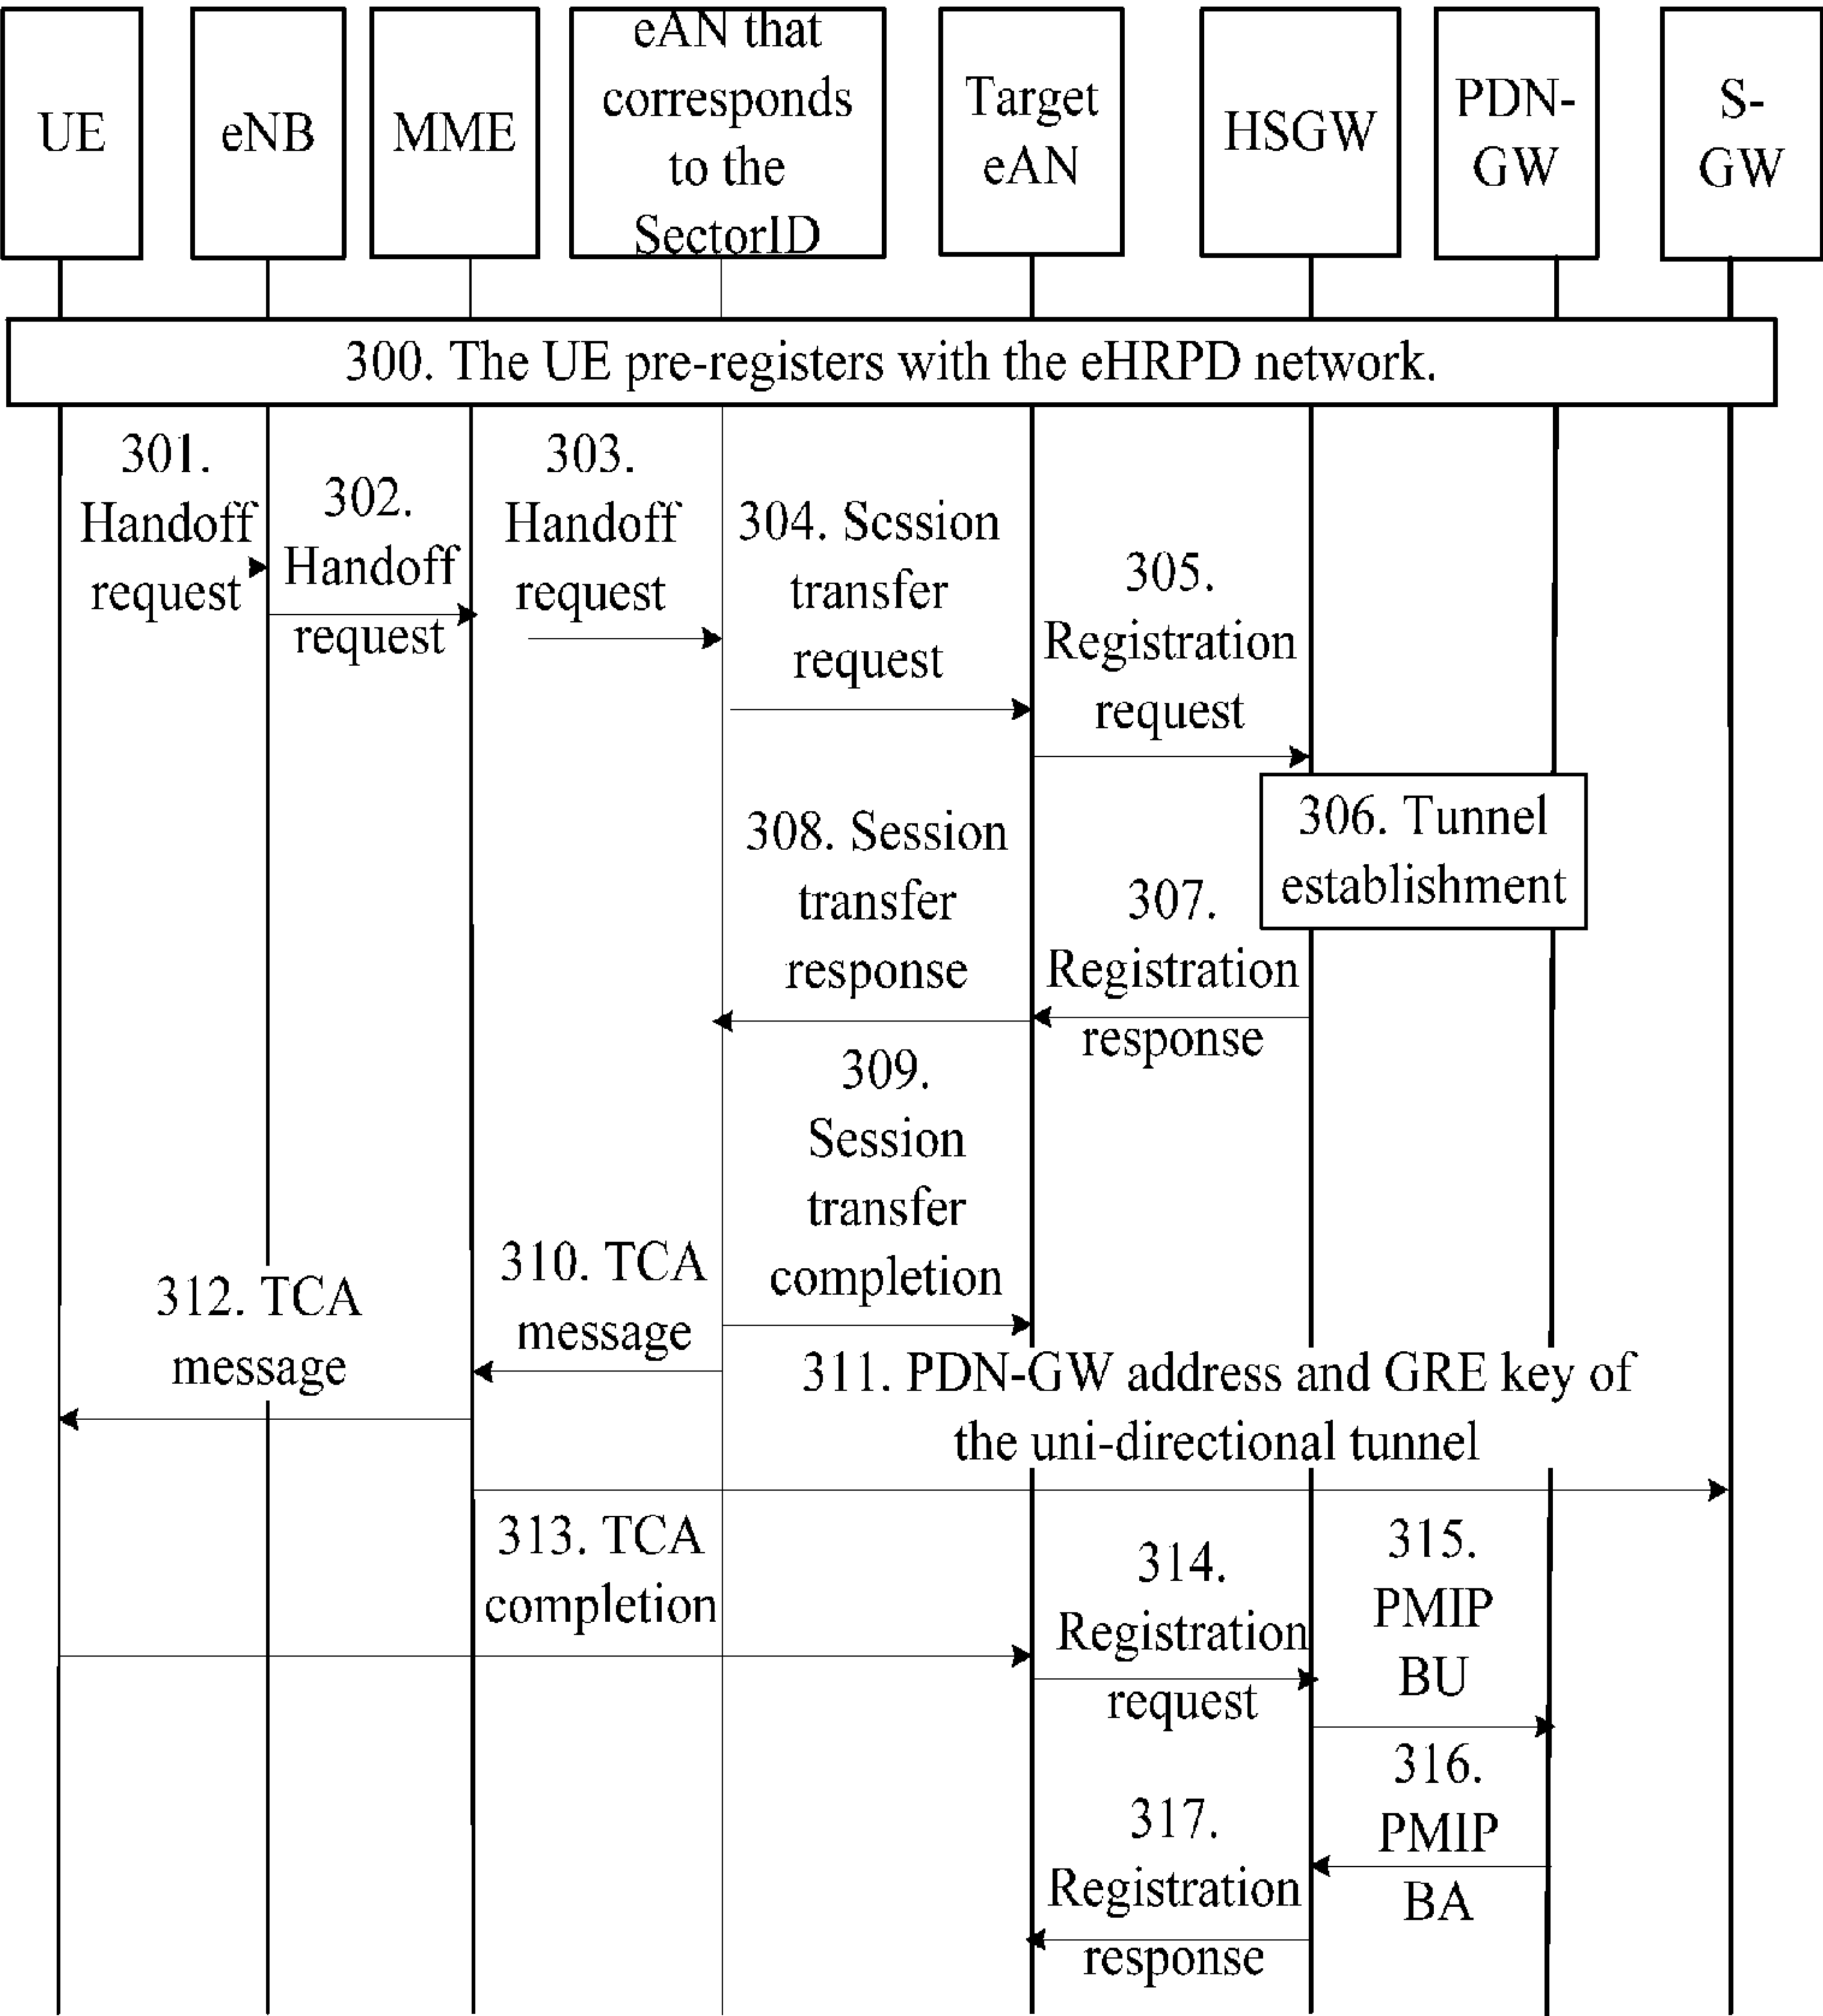 UE
eNB
MME
eAN that
corresponds
to the
SectorID
Target
eAN
HSGW
PDN-
GW
S-
GW
300. The UE pre-registers with the eHRPD network.
301.
Handoff
request
302.
Handoff
request
303.
Handoff
request
304. Session
transfer
request
305.
Registration
request
306. Tunnel
establishment
307.
Registration
response
308. Session
transfer
response
309.
Session
transfer
completion
310. TCA
message
311. PDN-GW address and GRE key of
the uni-directional tunnel
312. TCA
message
313. TCA
completion
314.
Registration
request
315.
PMIP
BU
316.
PMIP
BA
317.
Registration
response